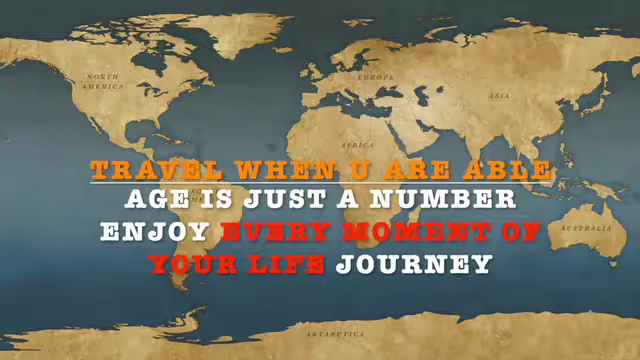 NORTH
AMERICA
EUROPE
ASIA
AFRICA
TRAVEL WHEN U ARE ABLE
AGE IS JUST A NUMBER
ENJOY EVERY MOMENT OF
YOUR LIFE JOURNEY
AUSTRALIA
ANTARCTICA